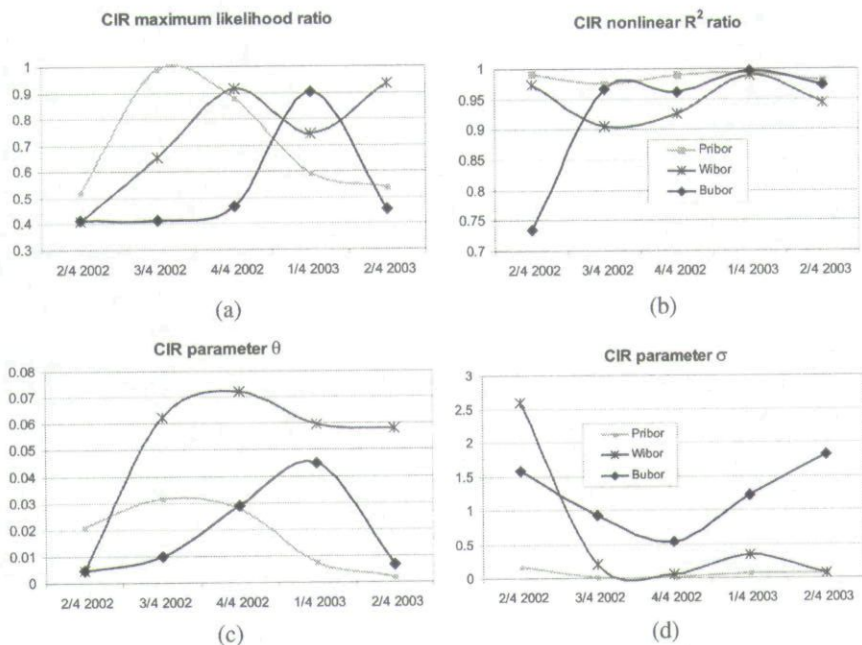 CIR maximum likelihood ratio
1
0.9
0.8
0.7
0.6
0.5
0.4
0.3
2/4 2002 3/4 2002 4/4 2002 1/4 2003 2/4 2003
(a)
CIR nonlinear R² ratio
1
0.95
0.9
0.85
0.8
0.75
0.7
Pribor
Wibor
Bubor
2/4 2002 3/4 2002 4/4 2002 1/4 2003 2/4 2003
(b)
CIR parameter θ
0.08
0.07
0.06
0.05
0.04
0.03
0.02
0.01
0
2/4 2002 3/4 2002 4/4 2002 1/4 2003 2/4 2003
(c)
CIR parameter σ
3
2.5
2
1.5
1
0.5
0
Pribor
Wibor
Bubor
2/4 2002 3/4 2002 4/4 2002 1/4 2003 2/4 2003
(d)